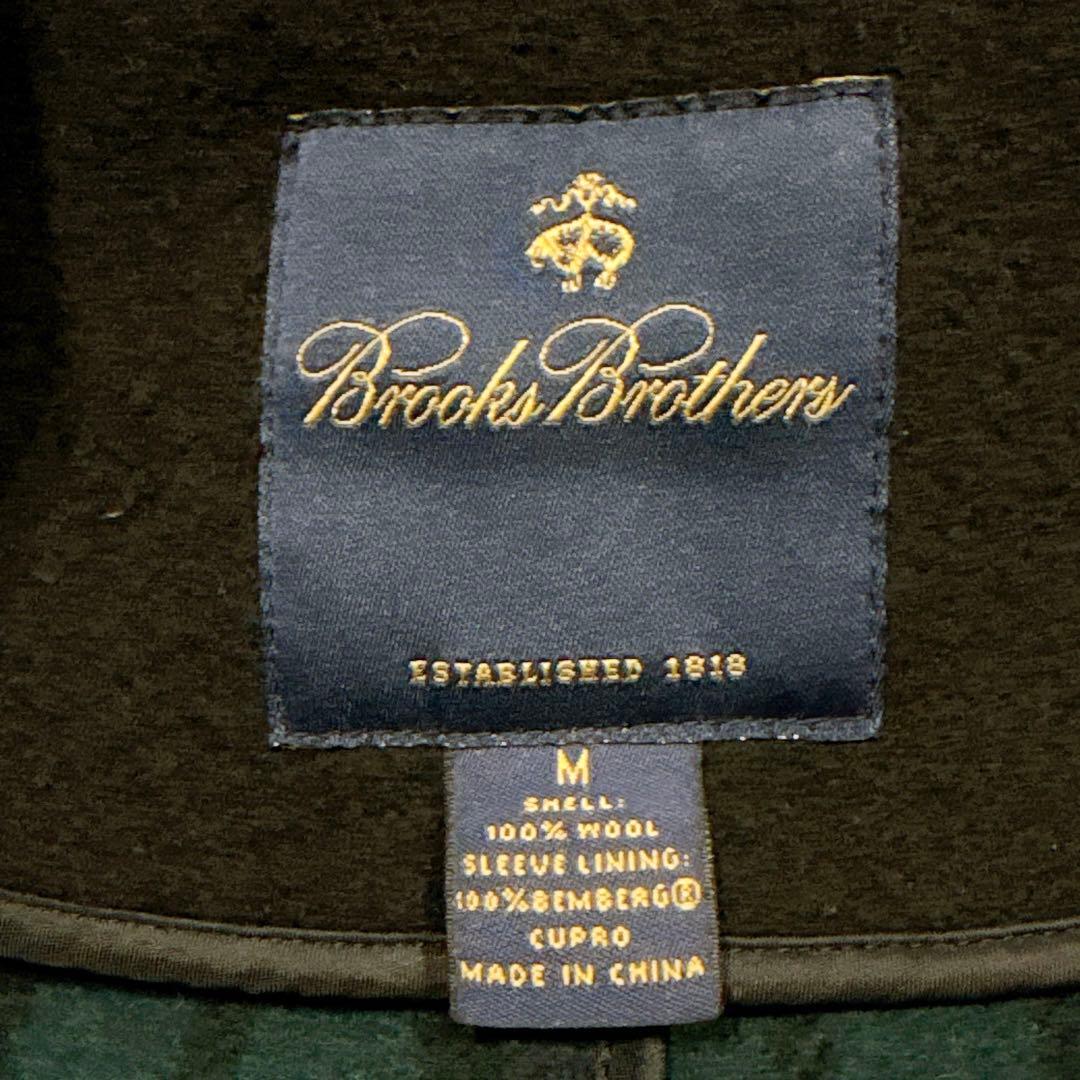 Brooks Brothers
ESTABLISHED 1818
M
SHELL:
100% WOOL
SLEEVE LINING:
100% BEMBERG®
CUPRO
MADE IN CHINA